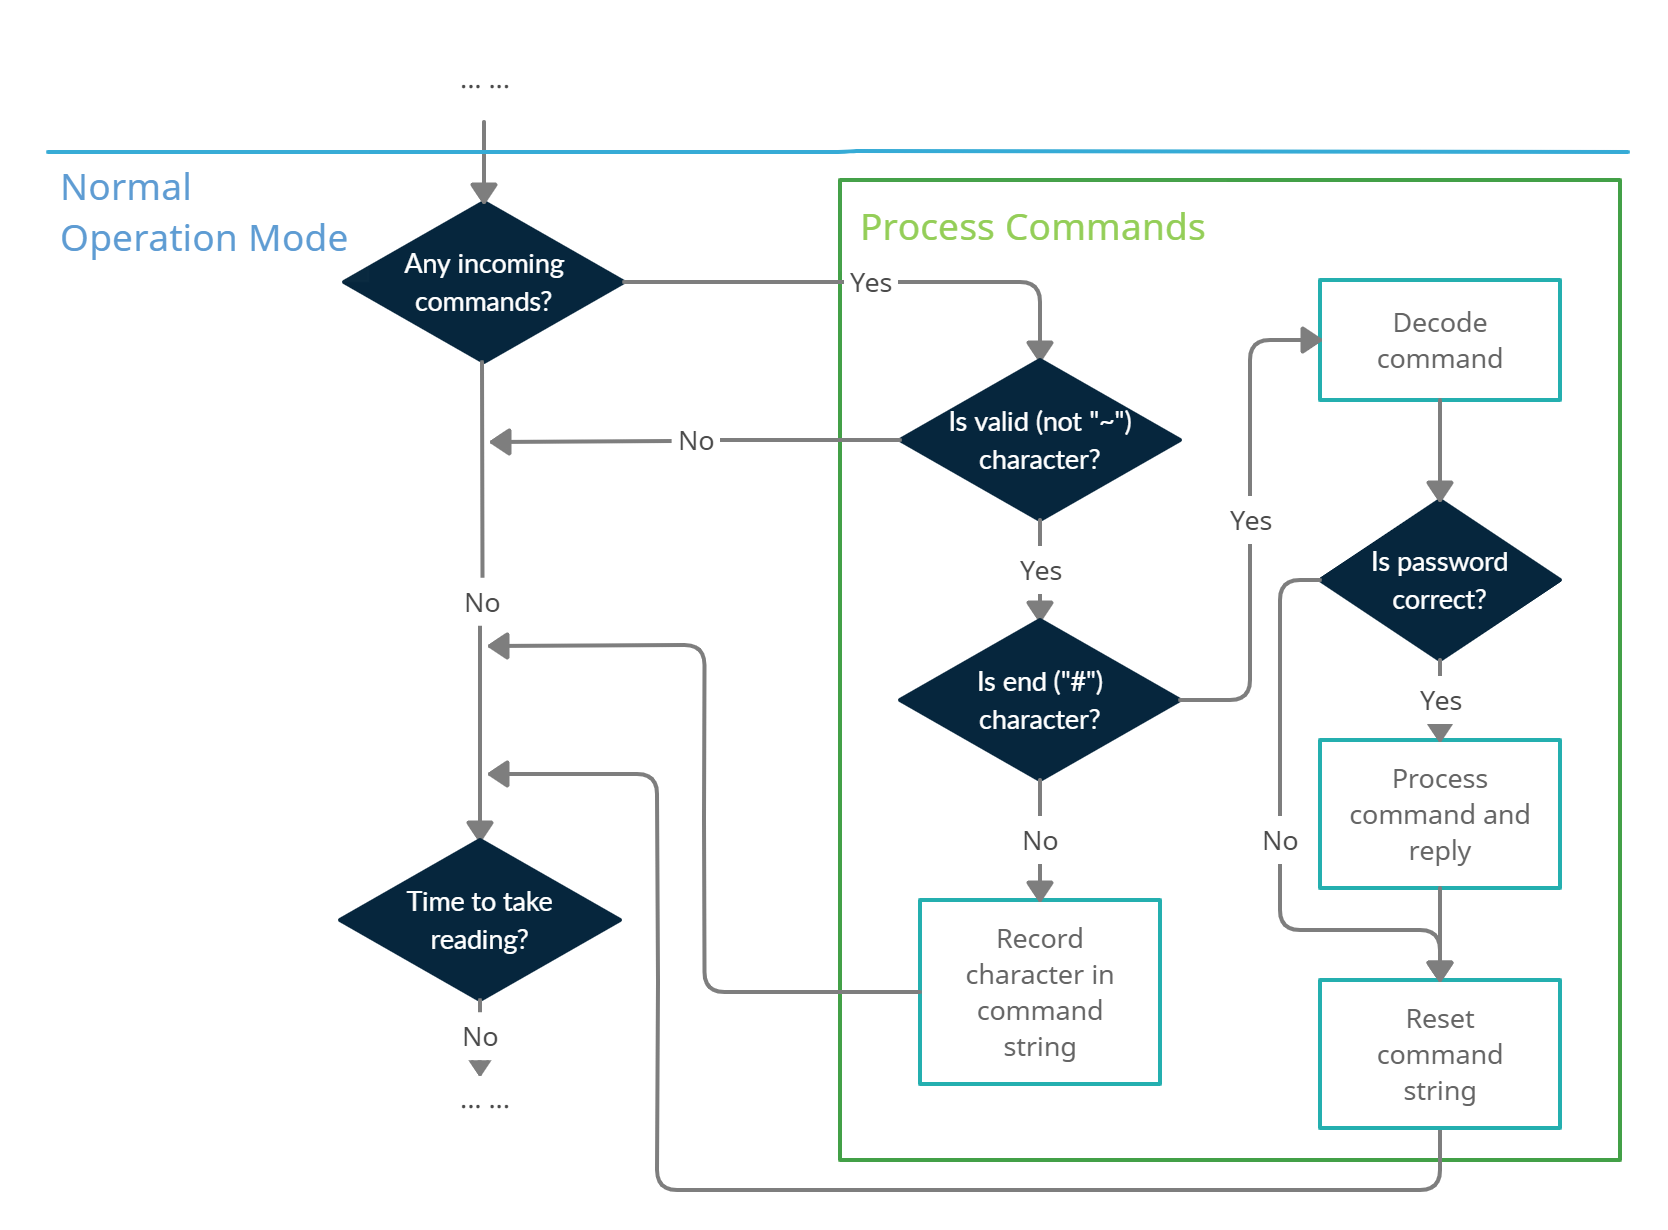 ... ...
Normal
Operation Mode
Process Commands
Any incoming
commands?
Yes
Decode
command
Is valid (not "~")
character?
No
Yes
Yes
Is password
correct?
No
Is end ("#")
character?
Yes
Process
command and
reply
No
No
Time to take
reading?
Record
character in
command
string
No
Reset
command
string
... ...